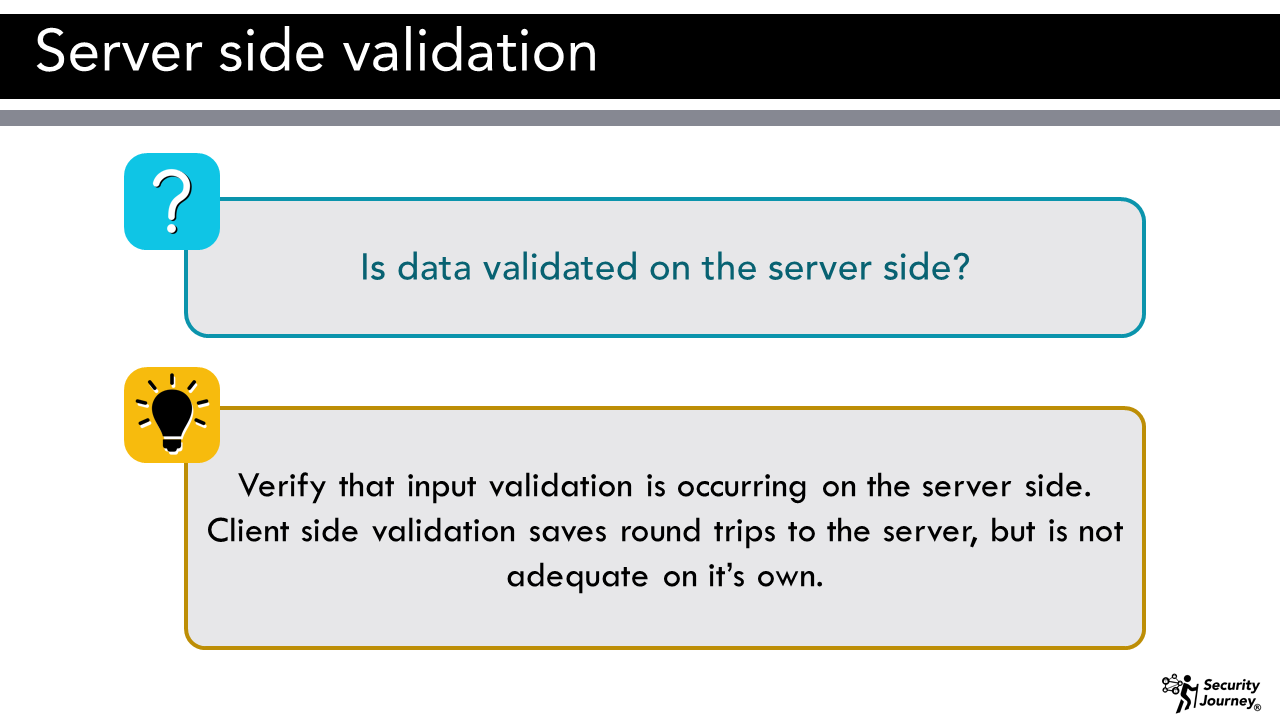 Server side validation
?
Is data validated on the server side?
Verify that input validation is occurring on the server side.
Client side validation saves round trips to the server, but is not
adequate on it’s own.
Security
Journey®